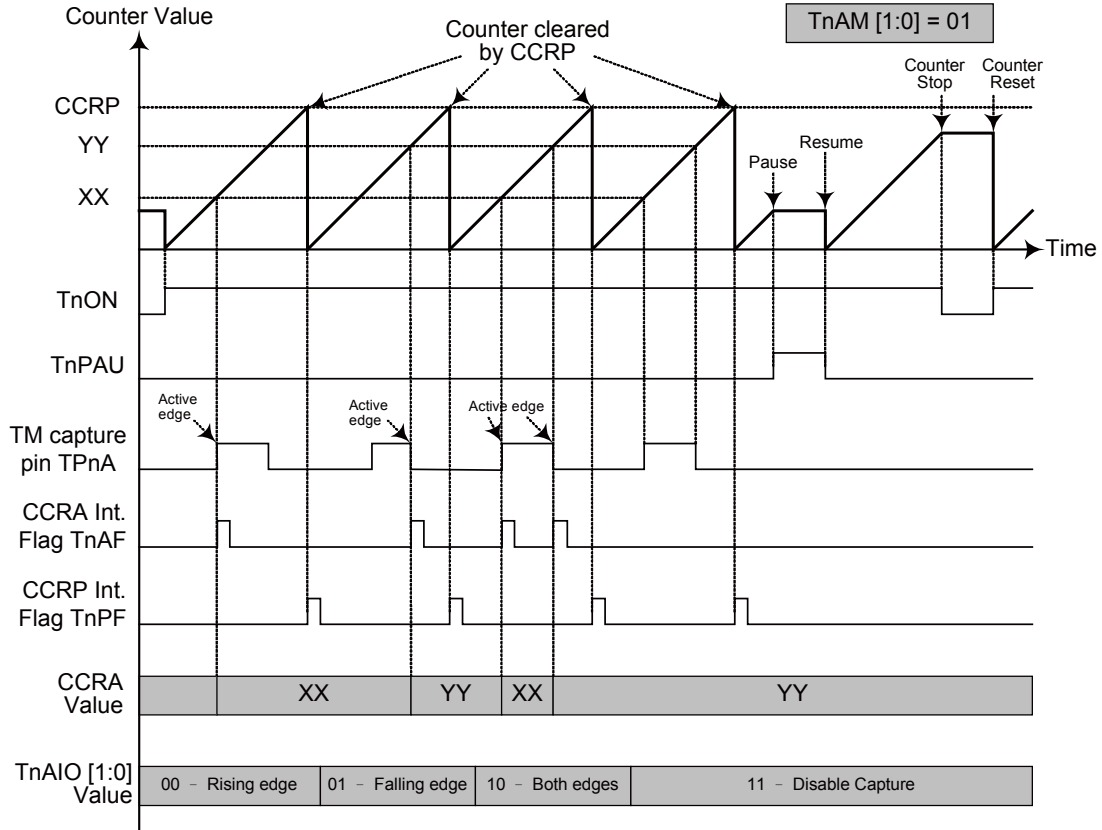 Counter Value
TnAM [1:0] = 01
Counter cleared
by CCRP
Counter
Stop
Counter
Reset
CCRP
YY
XX
Pause
Resume
Time
TnON
TnPAU
Active
edge
Active
edge
Active edge
TM capture
pin TPnA
CCRA Int.
Flag TnAF
CCRP Int.
Flag TnPF
CCRA
Value
XX
YY
XX
YY
TnAIO [1:0]
Value
00 - Rising edge
01 - Falling edge
10 - Both edges
11 - Disable Capture